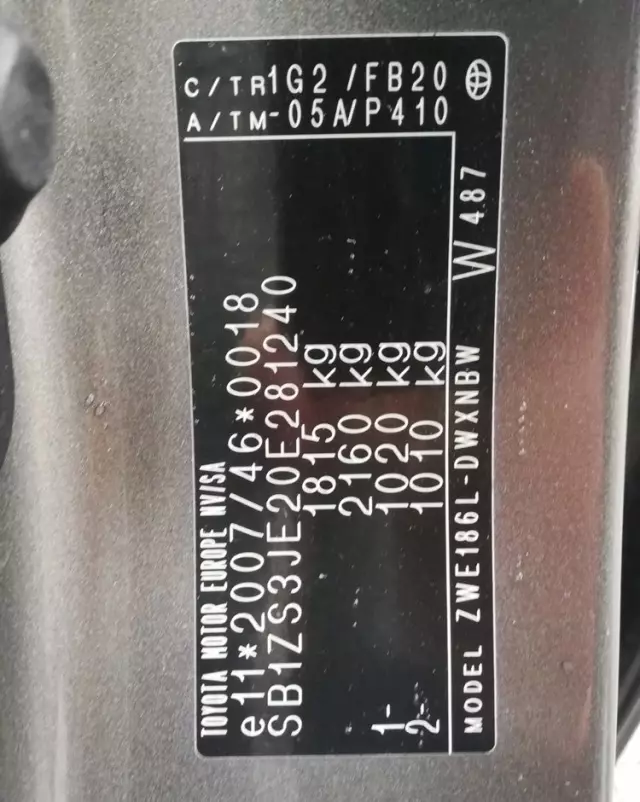 C/TR1G2 /FB20
A/TM-05A/P410
TOYOTA MOTOR EUROPE NV/SA
e11*2007/46*0018
SB1ZS3JE20E281240
1815 kg
2160 kg
1- 1020 kg
2- 1010 kg
MODEL ZWE186L-DWXNBW W 487